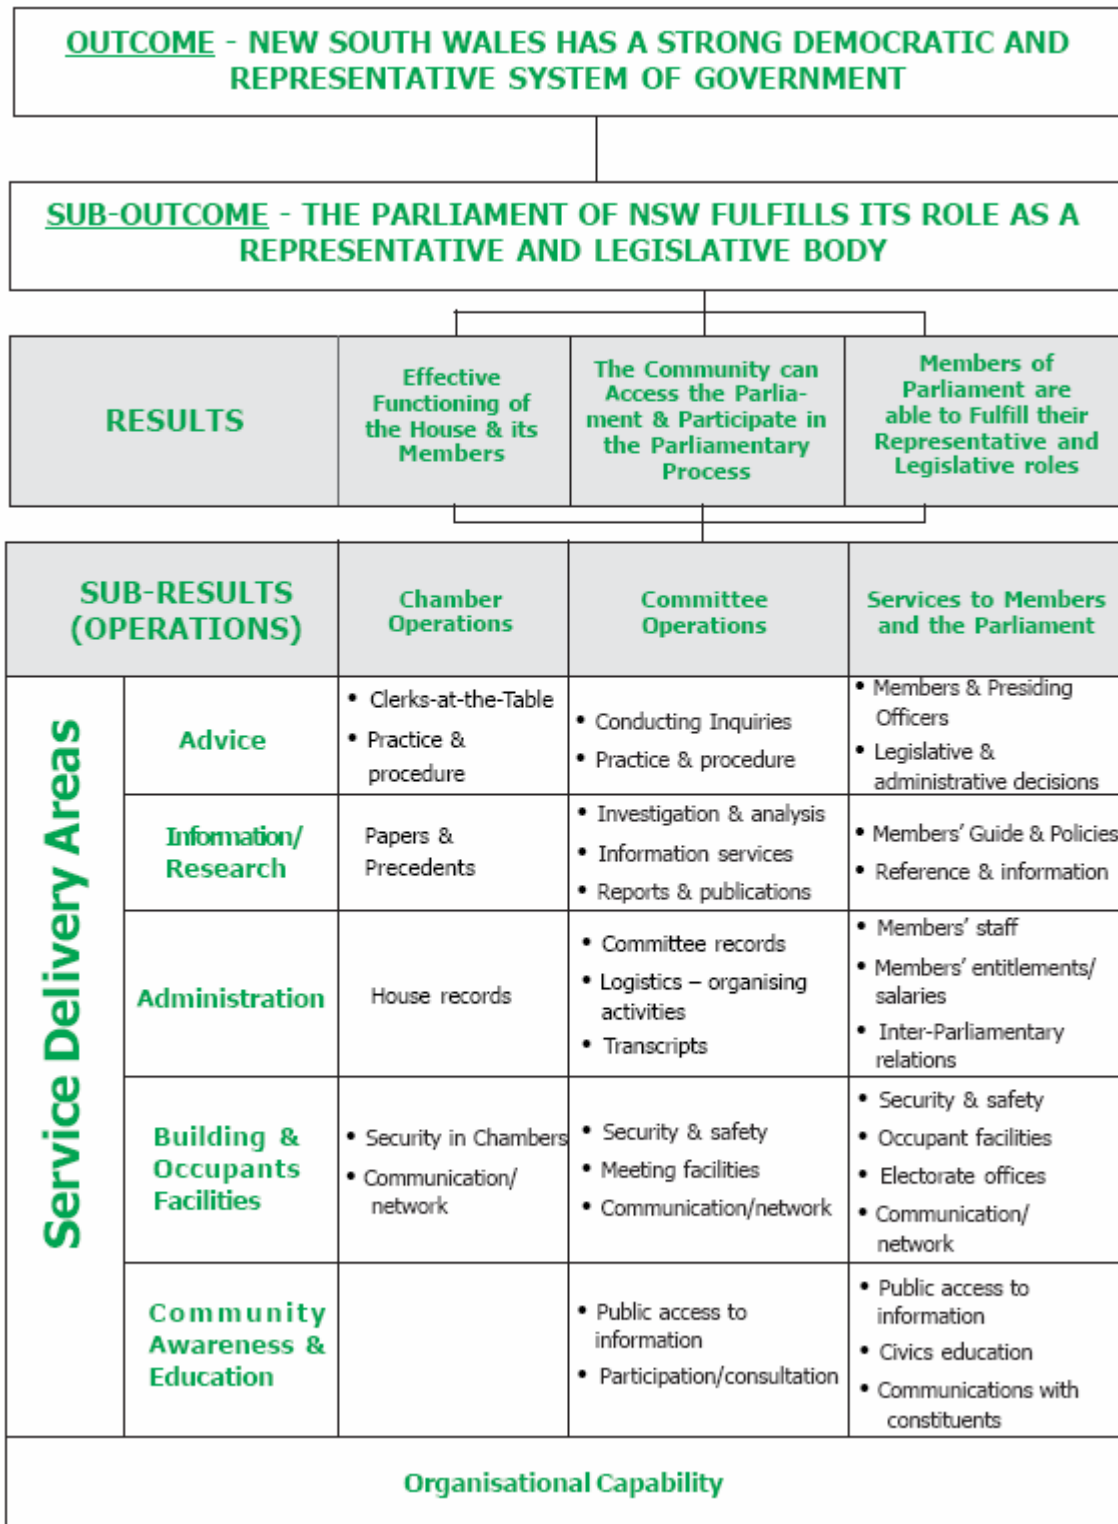 OUTCOME - NEW SOUTH WALES HAS A STRONG DEMOCRATIC AND
REPRESENTATIVE SYSTEM OF GOVERNMENT
SUB-OUTCOME - THE PARLIAMENT OF NSW FULFILLS ITS ROLE AS A
REPRESENTATIVE AND LEGISLATIVE BODY
RESULTS
Effective
Functioning of
the House & its
Members
The Community can
Access the Parlia-
ment & Participate in
the Parliamentary
Process
Members of
Parliament are
able to Fulfill their
Representative and
Legislative roles
SUB-RESULTS
(OPERATIONS)
Chamber
Operations
Committee
Operations
Services to Members
and the Parliament
Service Delivery Areas
Advice
• Clerks-at-the-Table
• Practice &
procedure
• Conducting Inquiries
• Practice & procedure
• Members & Presiding
Officers
• Legislative &
administrative decisions
Information/
Research
Papers &
Precedents
• Investigation & analysis
• Information services
• Reports & publications
• Members' Guide & Policies
• Reference & information
Administration
House records
• Committee records
• Logistics – organising
activities
• Transcripts
• Members' staff
• Members' entitlements/
salaries
• Inter-Parliamentary
relations
Building &
Occupants
Facilities
• Security in Chambers
• Communication/
network
• Security & safety
• Meeting facilities
• Communication/network
• Security & safety
• Occupant facilities
• Electorate offices
• Communication/
network
Community
Awareness &
Education
• Public access to
information
• Participation/consultation
• Public access to
information
• Civics education
• Communications with
constituents
Organisational Capability